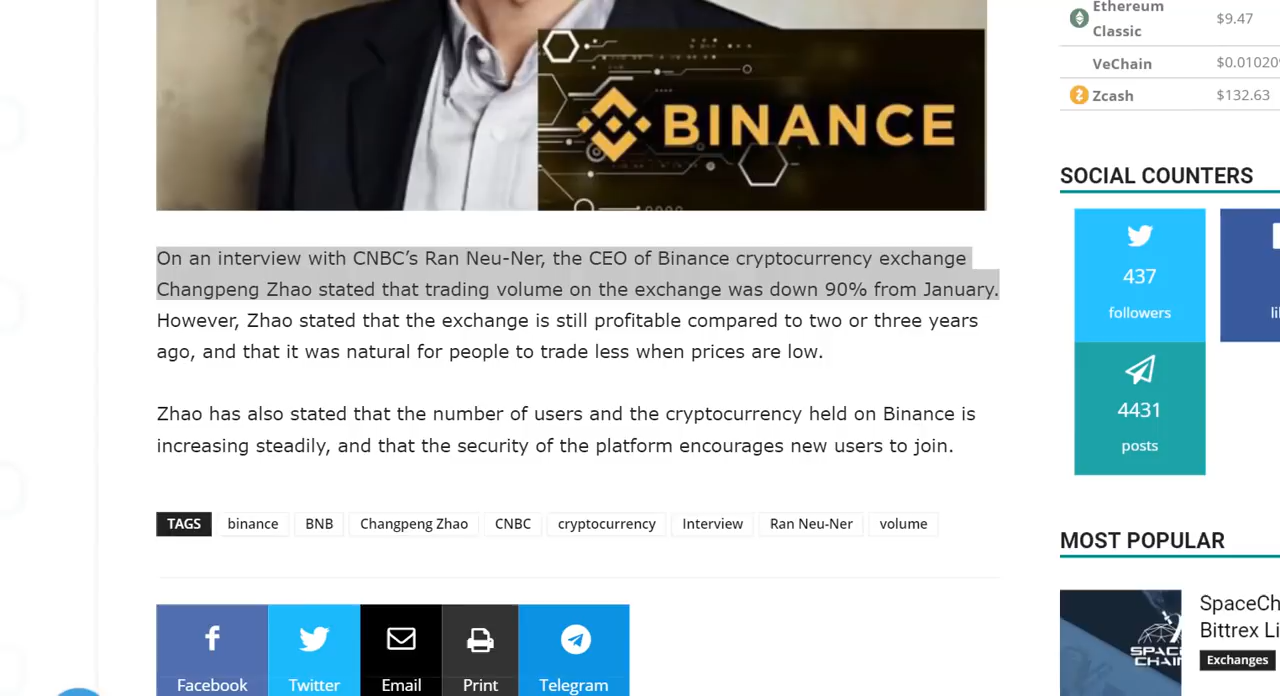 Ethereum
Classic
$9.47
VeChain
Zcash
$132.63
BINANCE
On an interview with CNBC’s Ran Neu-Ner, the CEO of Binance cryptocurrency exchange
Changpeng Zhao stated that trading volume on the exchange was down 90% from January.
However, Zhao stated that the exchange is still profitable compared to two or three years
ago, and that it was natural for people to trade less when prices are low.
Zhao has also stated that the number of users and the cryptocurrency held on Binance is
increasing steadily, and that the security of the platform encourages new users to join.
TAGS binance BNB Changpeng Zhao CNBC cryptocurrency Interview Ran Neu-Ner volume
Facebook Twitter Email Print Telegram
SOCIAL COUNTERS
437
followers
4431
posts
MOST POPULAR
Bittrex
Exchanges
SPACE
CHAIN